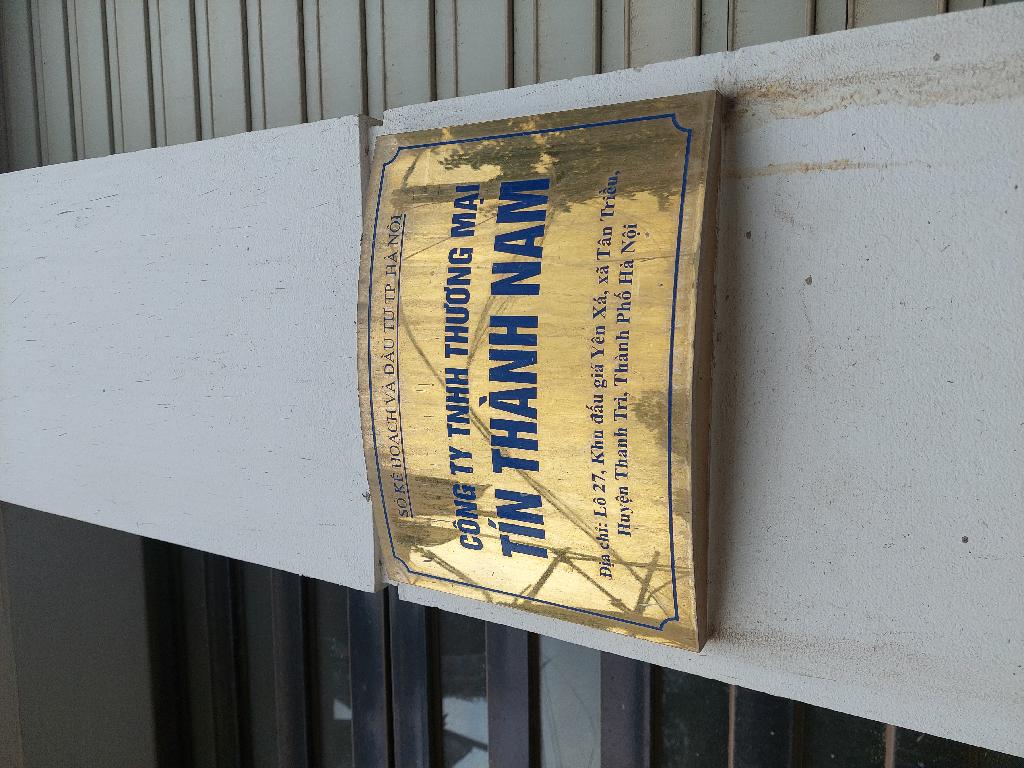 SỞ KẾ HOẠCH VÀ ĐẦU TƯ TP HÀ NỘI
CÔNG TY TNHH THƯƠNG MẠI
TÍN THÀNH NAM
Địa chỉ: Lô 27, Khu đấu giá Yên Xá, xã Tân Triều,
Huyện Thanh Trì, Thành Phố Hà Nội